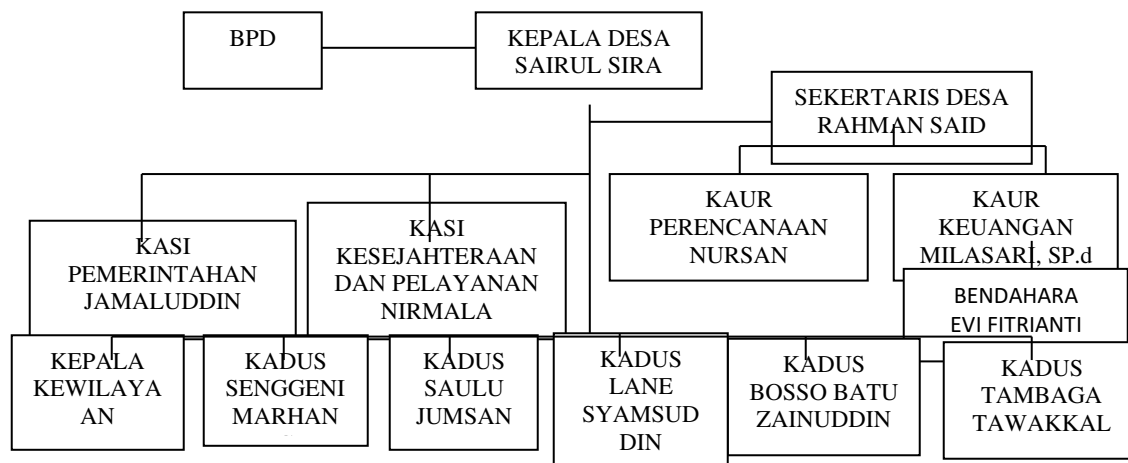 BPD
KEPALA DESA
SAIRUL SIRA
SEKERTARIS DESA
RAHMAN SAID
KASI
PEMERINTAHAN
JAMALUDDIN
KASI
KESEJAHTERAAN
DAN PELAYANAN
NIRMALA
KAUR
PERENCANAAN
NURSAN
KAUR
KEUANGAN
MILASARI, SP.d
BENDAHARA
EVI FITRIANTI
KEPALA
KEWILAYA
AN
KADUS
SENGGENI
MARHAN
KADUS
SAULU
JUMSAN
KADUS
LANE
SYAMSUD
DIN
KADUS
BOSSO BATU
ZAINUDDIN
KADUS
TAMBAGA
TAWAKKAL